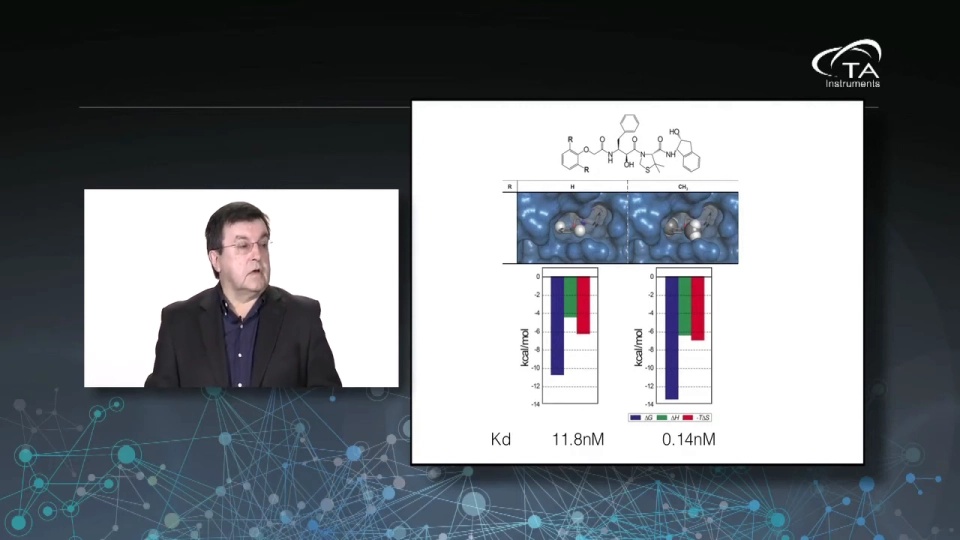 TA
Instruments
HO
R
O
O
O
O
N
H
N
NH
R
OH
S
R H CH3
0
-2
-4
-6
-8
-10
-12
-14
kcal/mol
0
-2
-4
-6
-8
-10
-12
-14
kcal/mol
ΔG ΔH -TΔS
Kd 11.8nM 0.14nM